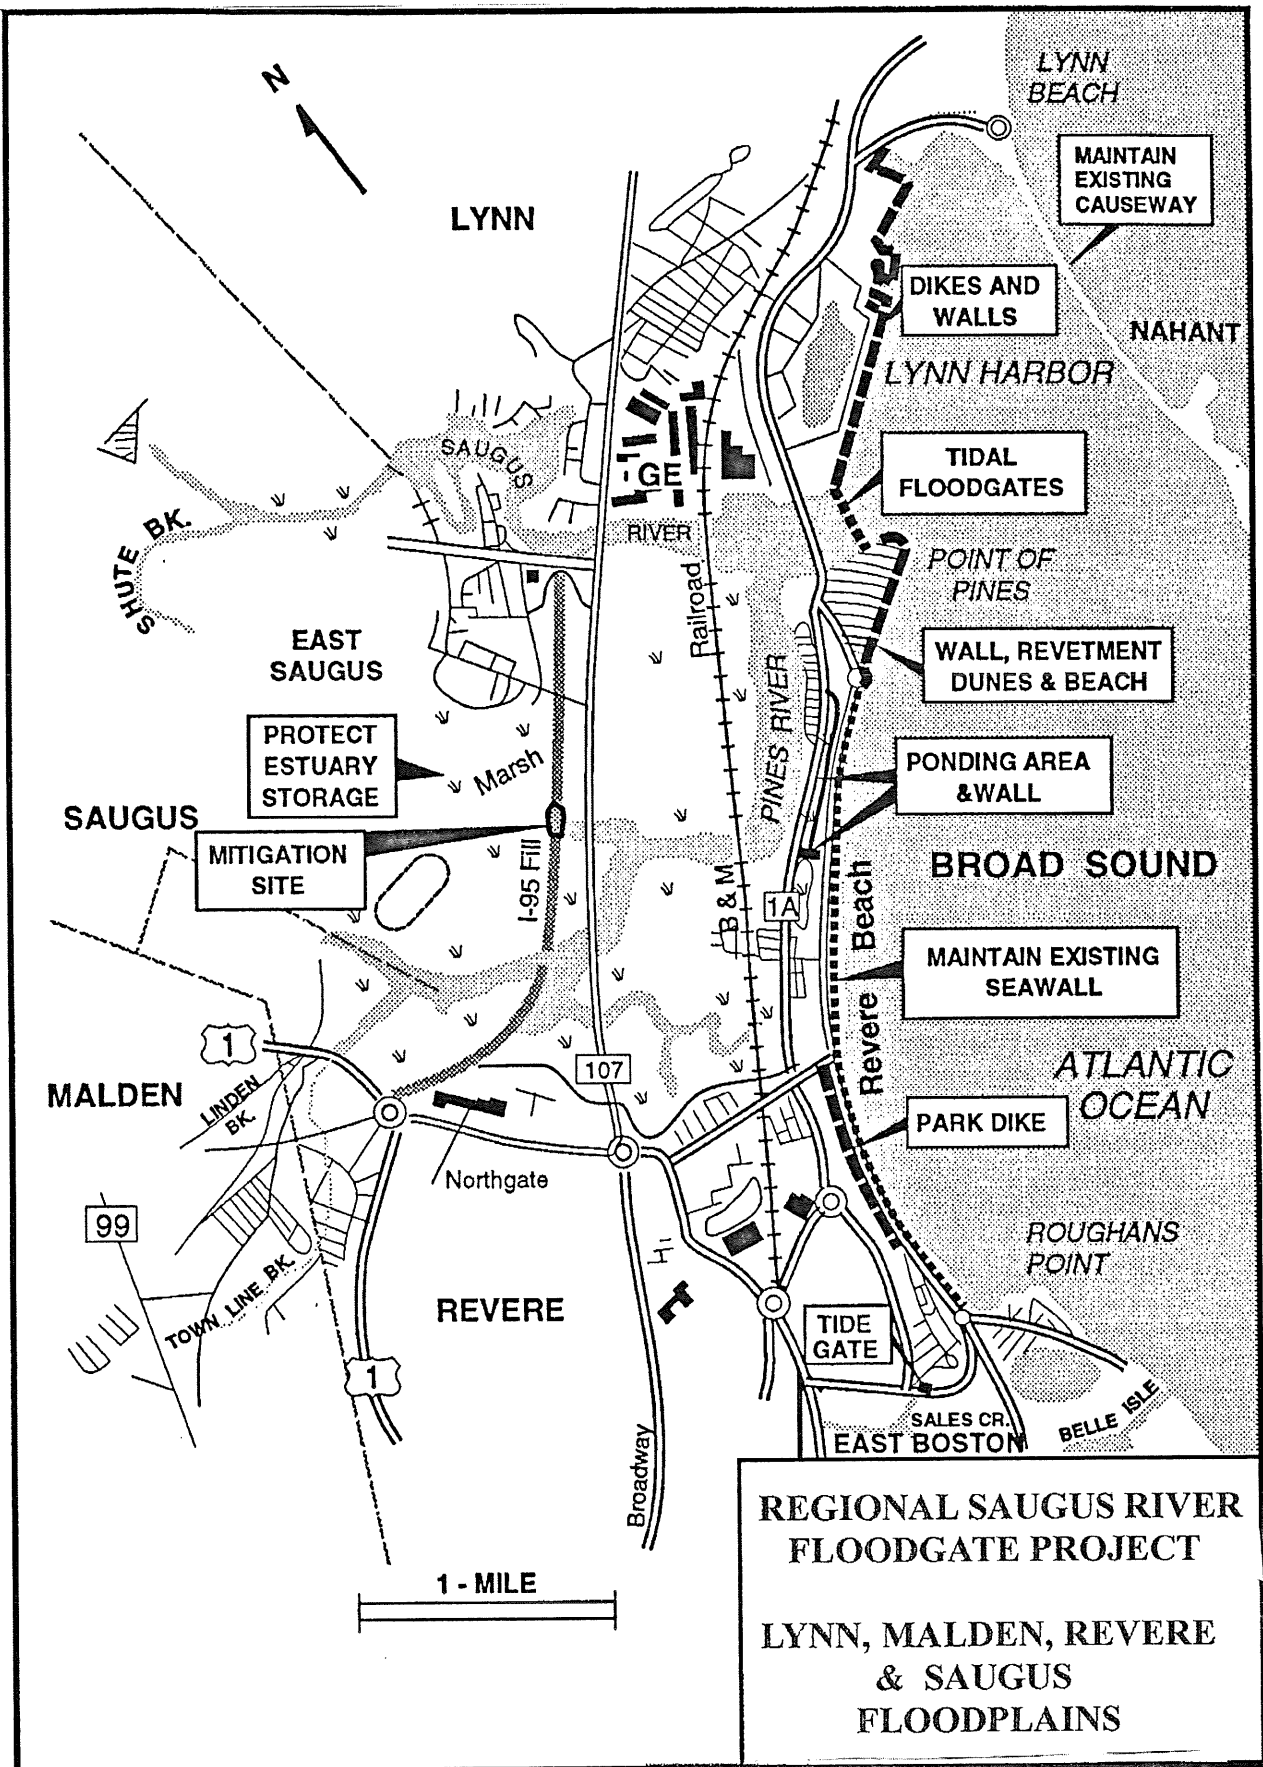 N
LYNN
BEACH
MAINTAIN
EXISTING
CAUSEWAY
LYNN
DIKES AND
WALLS
NAHANT
LYNN HARBOR
SAUGUS
GE
TIDAL
FLOODGATES
RIVER
SHUTE BK.
POINT OF
PINES
Railroad
EAST
SAUGUS
WALL, REVETMENT
DUNES & BEACH
PINES RIVER
PROTECT
ESTUARY
STORAGE
Marsh
PONDING AREA
&WALL
SAUGUS
MITIGATION
SITE
I-95 Fill
B & M
1A
BROAD SOUND
Revere Beach
MAINTAIN EXISTING
SEAWALL
1
107
MALDEN
LINDEN
BK.
ATLANTIC
OCEAN
PARK DIKE
Northgate
99
TOWN LINE BK.
ROUGHANS
POINT
REVERE
TIDE
GATE
1
Broadway
SALES CR.
EAST BOSTON
BELLE ISLE
1 - MILE
REGIONAL SAUGUS RIVER
FLOODGATE PROJECT
LYNN, MALDEN, REVERE
& SAUGUS
FLOODPLAINS